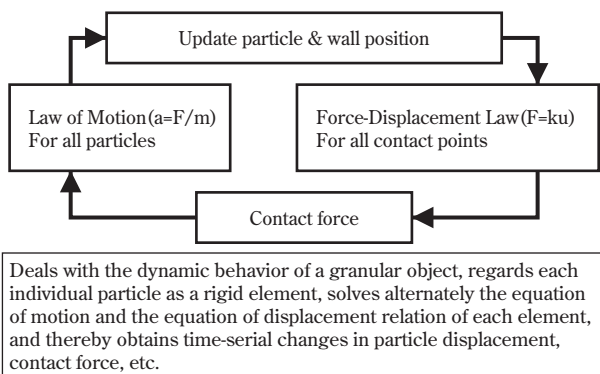 Update particle & wall position
Law of Motion(a=F/m)
For all particles
Force-Displacement Law(F=ku)
For all contact points
Contact force
Deals with the dynamic behavior of a granular object, regards each
individual particle as a rigid element, solves alternately the equation
of motion and the equation of displacement relation of each element,
and thereby obtains time-serial changes in particle displacement,
contact force, etc.